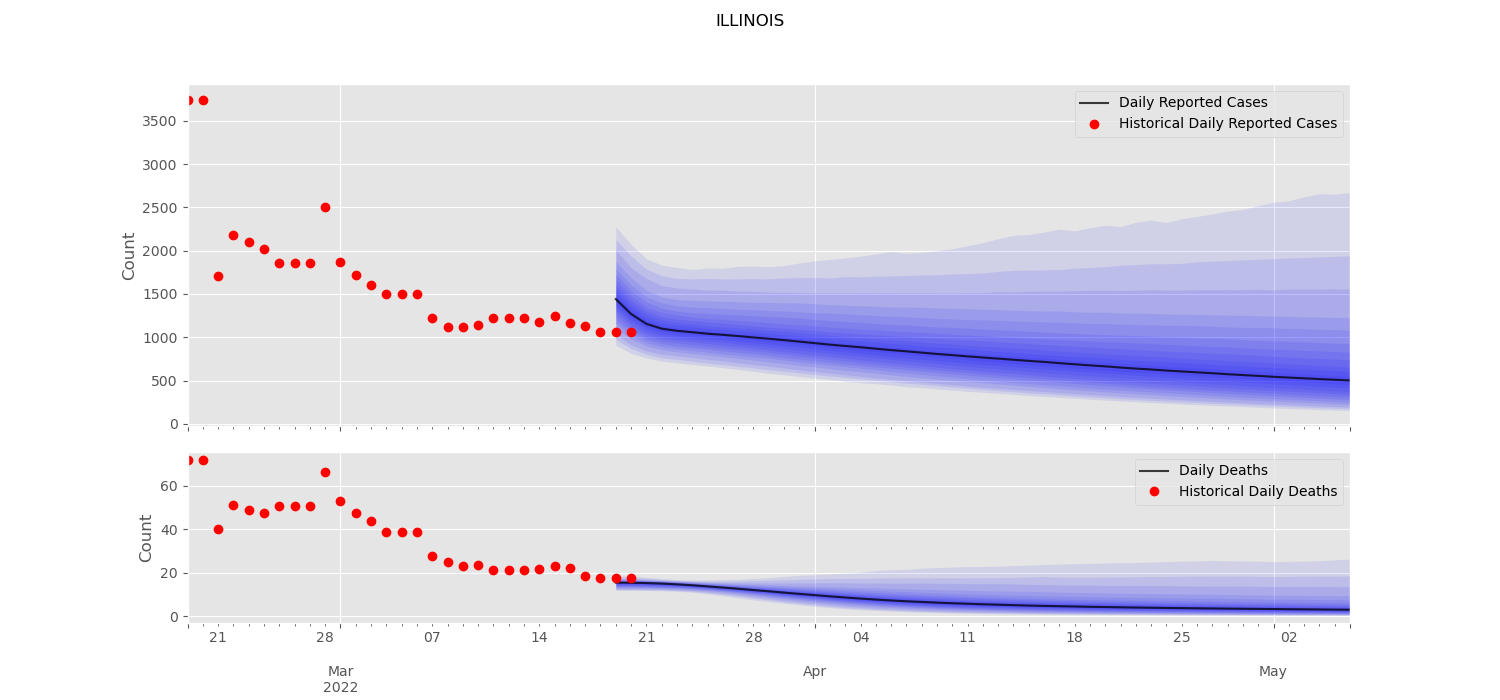 ILLINOIS
Daily Reported Cases
Historical Daily Reported Cases
Count
3500
3000
2500
2000
1500
1000
500
0
Daily Deaths
Historical Daily Deaths
Count
60
40
20
0
21 28 07 14 21 28 04 11 18 25 02
Mar Apr May
2022